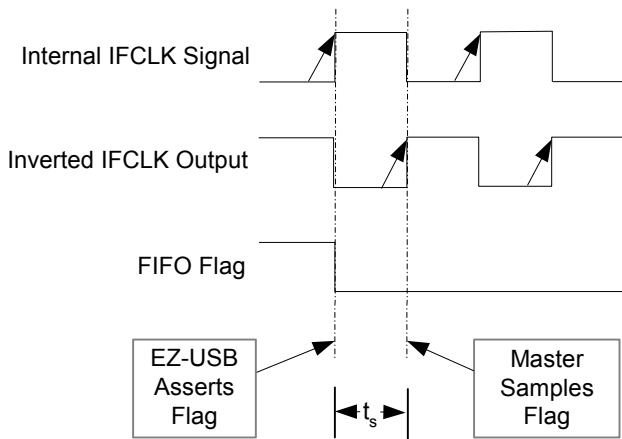 Internal IFCLK Signal
Inverted IFCLK Output
FIFO Flag
EZ-USB
Asserts
Flag
ts
Master
Samples
Flag